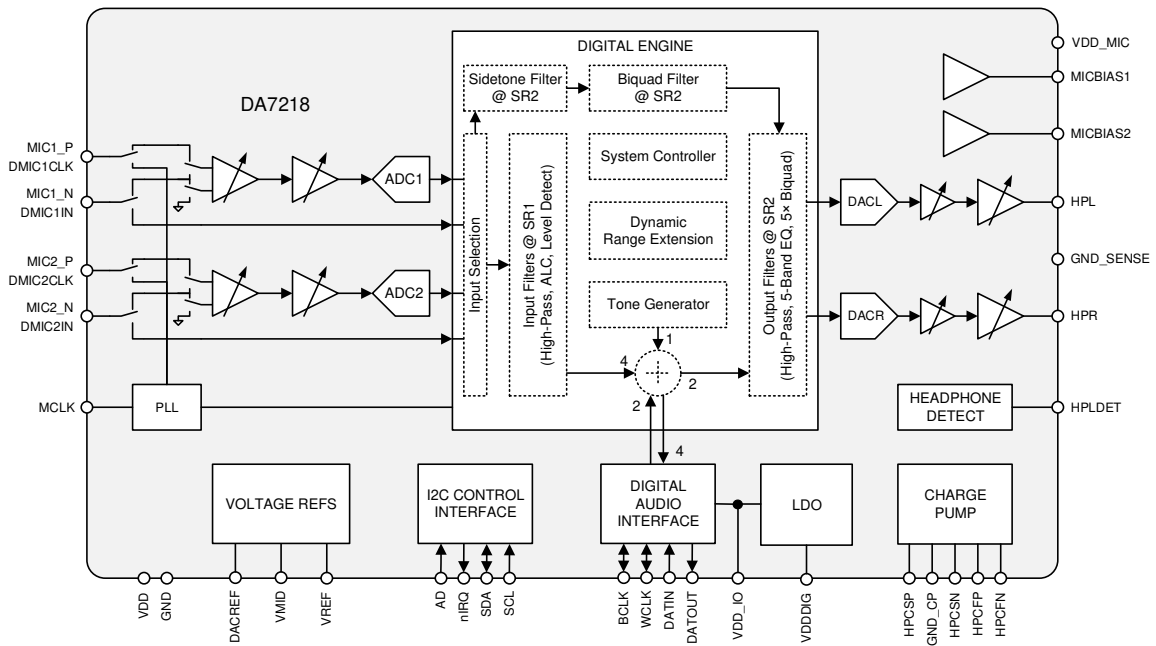 DIGITAL ENGINE
DA7218
Sidetone Filter
@ SR2
Biquad Filter
@ SR2
VDD_MIC
MICBIAS1
MICBIAS2
MIC1_P
DMIC1CLK
MIC1_N
DMIC1IN
MIC2_P
DMIC2CLK
MIC2_N
DMIC2IN
MCLK
ADC1
ADC2
PLL
Input Selection
Input Filters @ SR1
(High-Pass, ALC, Level Detect)
System Controller
Dynamic
Range Extension
Tone Generator
1
4
2
2
4
Output Filters @ SR2
(High-Pass, 5-Band EQ, 5× Biquad)
DACL
DACR
HPL
GND_SENSE
HPR
HEADPHONE
DETECT
HPLDET
VOLTAGE REFS
I2C CONTROL
INTERFACE
DIGITAL
AUDIO
INTERFACE
LDO
CHARGE
PUMP
VDD
GND
DACREF
VMID
VREF
AD
nIRQ
SDA
SCL
BCLK
WCLK
DATIN
DATOUT
VDD_IO
VDDDIG
HPCSP
GND_CP
HPCSN
HPCFP
HPCFN